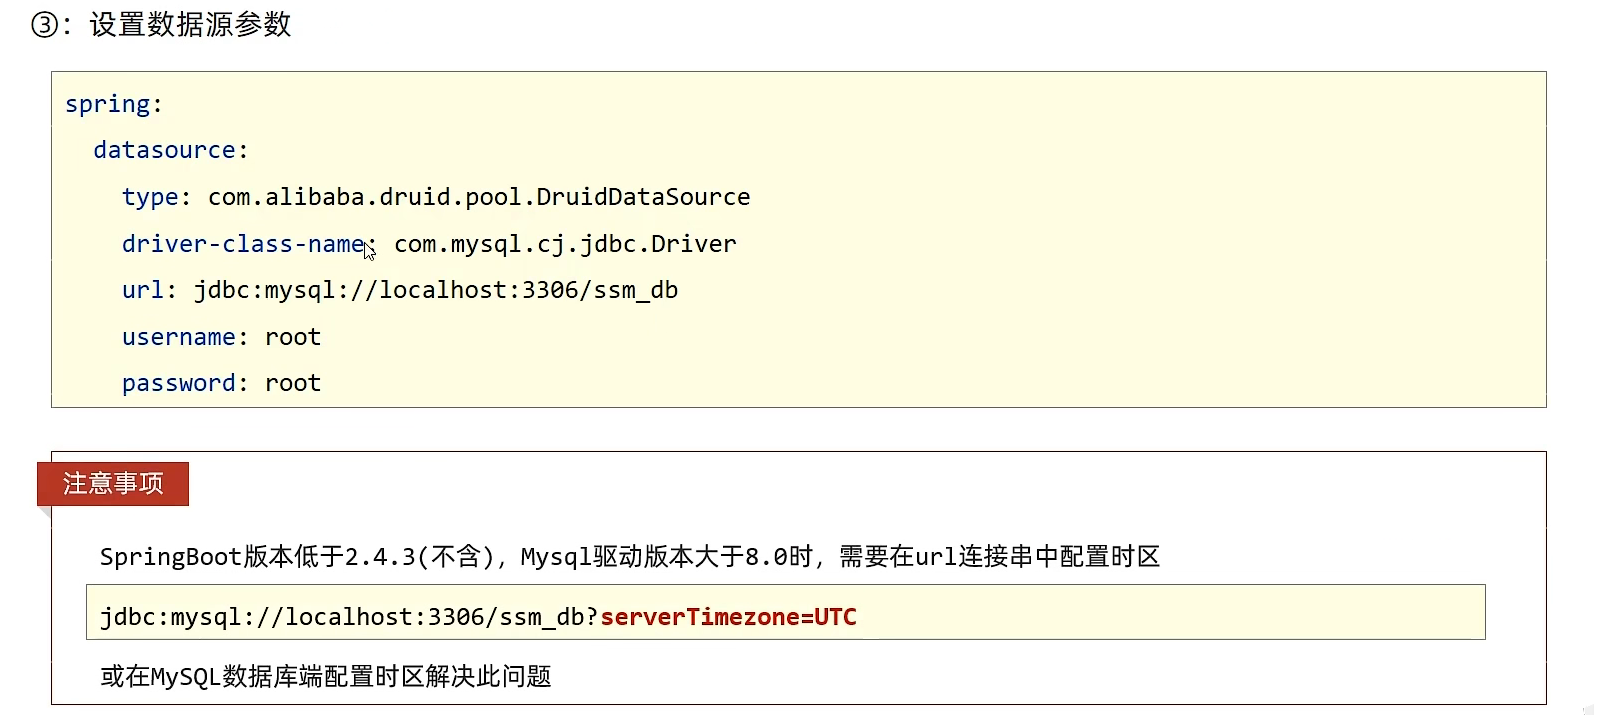 ③：设置数据源参数
spring:
datasource:
type: com.alibaba.druid.pool.DruidDataSource
driver-class-name: com.mysql.cj.jdbc.Driver
url: jdbc:mysql://localhost:3306/ssm_db
username: root
password: root
注意事项
SpringBoot版本低于2.4.3(不含)，Mysql驱动版本大于8.0时，需要在url连接串中配置时区
jdbc:mysql://localhost:3306/ssm_db?serverTimezone=UTC
或在MySQL数据库端配置时区解决此问题